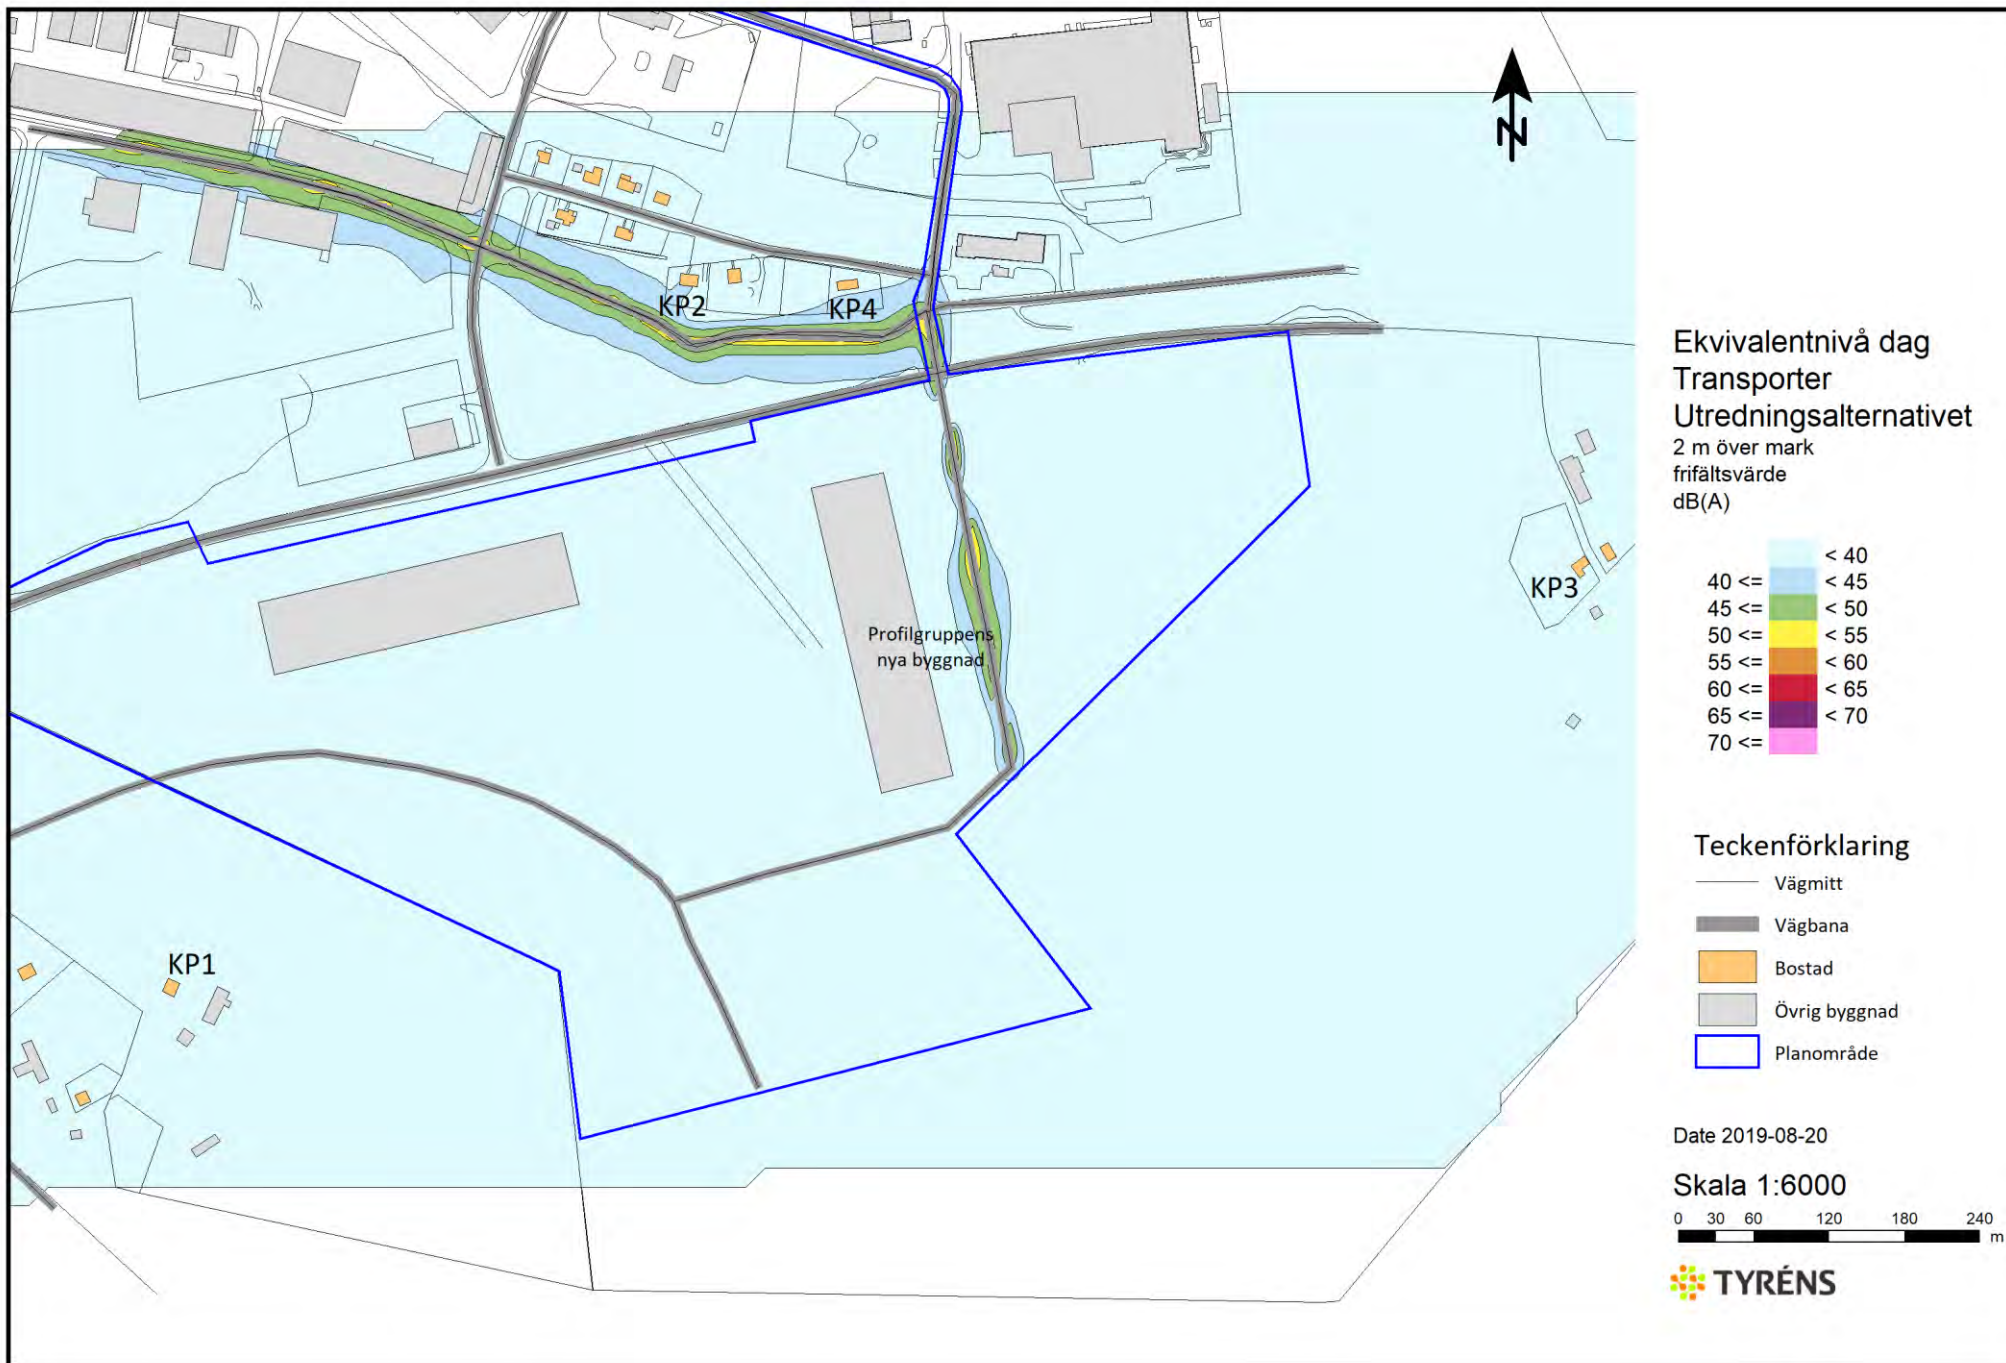 N
KP2
KP4
Profilgruppens
nya byggnad
KP3
KP1
Ekvivalentnivå dag
Transporter
Utredningsalternativet
2 m över mark
frifältsvärde
dB(A)
< 40
40 <= < 45
45 <= < 50
50 <= < 55
55 <= < 60
60 <= < 65
65 <= < 70
70 <=
Teckenförklaring
Vägmitt
Vägbana
Bostad
Övrig byggnad
Planområde
Date 2019-08-20
Skala 1:6000
0 30 60 120 180 240
m
TYRÉNS